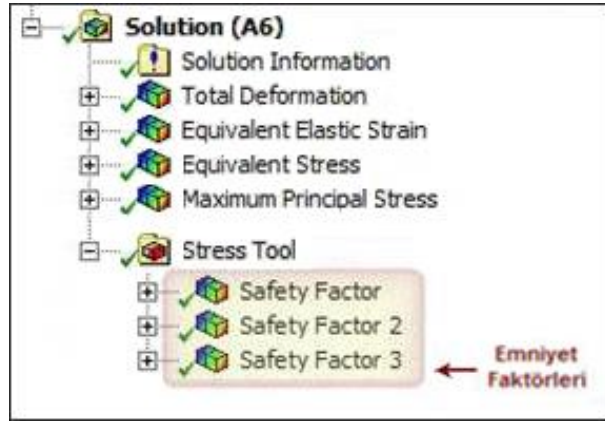 Solution (A6)
Solution Information
Total Deformation
Equivalent Elastic Strain
Equivalent Stress
Maximum Principal Stress
Stress Tool
Safety Factor
Safety Factor 2
Safety Factor 3
Emniyet
Faktörleri